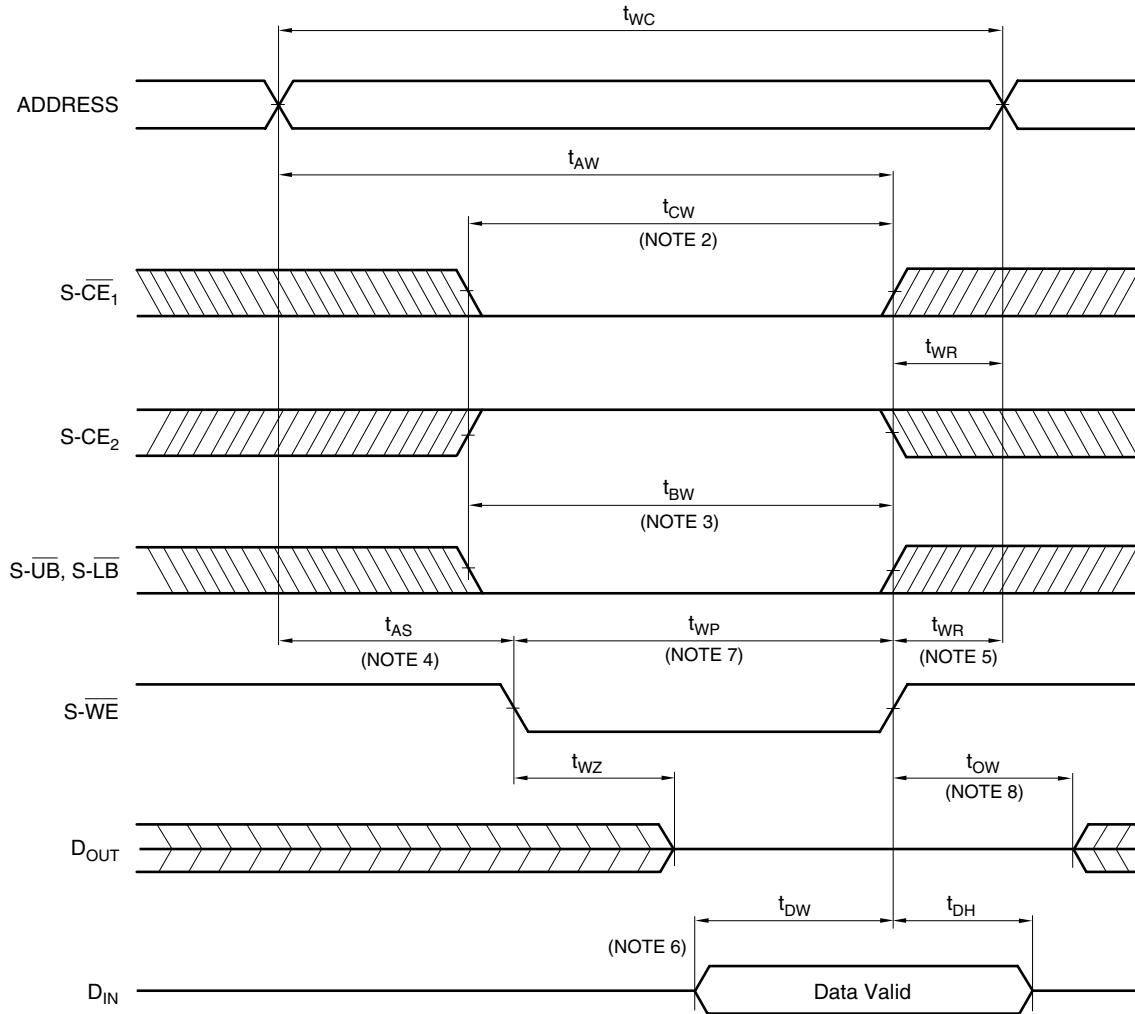 tWC
ADDRESS
tAW
tCW
(NOTE 2)
S-CE1
tWR
S-CE2
tBW
(NOTE 3)
S-UB, S-LB
tAS
(NOTE 4)
tWP
(NOTE 7)
tWR
(NOTE 5)
S-WE
tWZ
tOW
(NOTE 8)
DOUT
tDW
tDH
(NOTE 6)
DIN
Data Valid